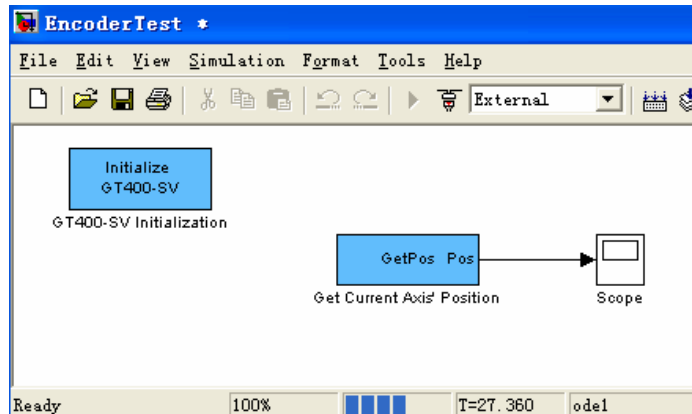 EncoderTest *
File Edit View Simulation Format Tools Help
External
Initialize
GT400-SV
GT400-SV Initialization
GetPos Pos
Get Current Axis' Position
Scope
Ready 100% T=27.360 ode1